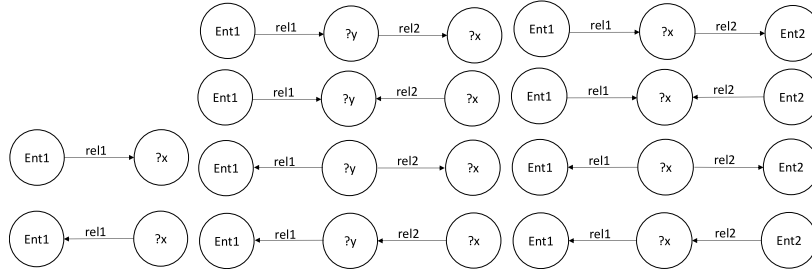 Ent1 rel1 ?y rel2 ?x Ent1 rel1 ?x rel2 Ent2
Ent1 rel1 ?y rel2 ?x Ent1 rel1 ?x rel2 Ent2
Ent1 rel1 ?x Ent1 rel1 ?y rel2 ?x Ent1 rel1 ?x rel2 Ent2
Ent1 rel1 ?x Ent1 rel1 ?y rel2 ?x Ent1 rel1 ?x rel2 Ent2